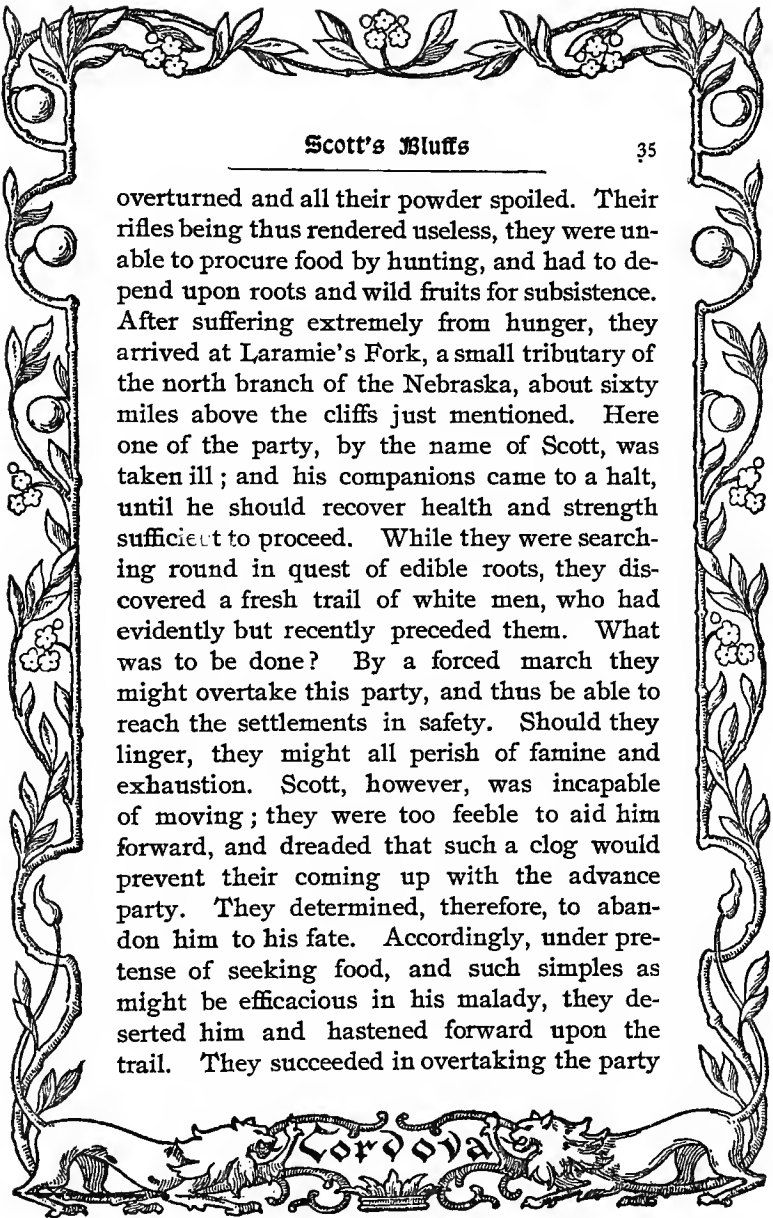 Scott's Bluffs 35
overturned and all their powder spoiled. Their
rifles being thus rendered useless, they were un-
able to procure food by hunting, and had to de-
pend upon roots and wild fruits for subsistence.
After suffering extremely from hunger, they
arrived at Laramie's Fork, a small tributary of
the north branch of the Nebraska, about sixty
miles above the cliffs just mentioned. Here
one of the party, by the name of Scott, was
taken ill ; and his companions came to a halt,
until he should recover health and strength
sufficient to proceed. While they were search-
ing round in quest of edible roots, they dis-
covered a fresh trail of white men, who had
evidently but recently preceded them. What
was to be done? By a forced march they
might overtake this party, and thus be able to
reach the settlements in safety. Should they
linger, they might all perish of famine and
exhaustion. Scott, however, was incapable
of moving ; they were too feeble to aid him
forward, and dreaded that such a clog would
prevent their coming up with the advance
party. They determined, therefore, to aban-
don him to his fate. Accordingly, under pre-
tense of seeking food, and such simples as
might be efficacious in his malady, they de-
serted him and hastened forward upon the
trail. They succeeded in overtaking the party
Cordova